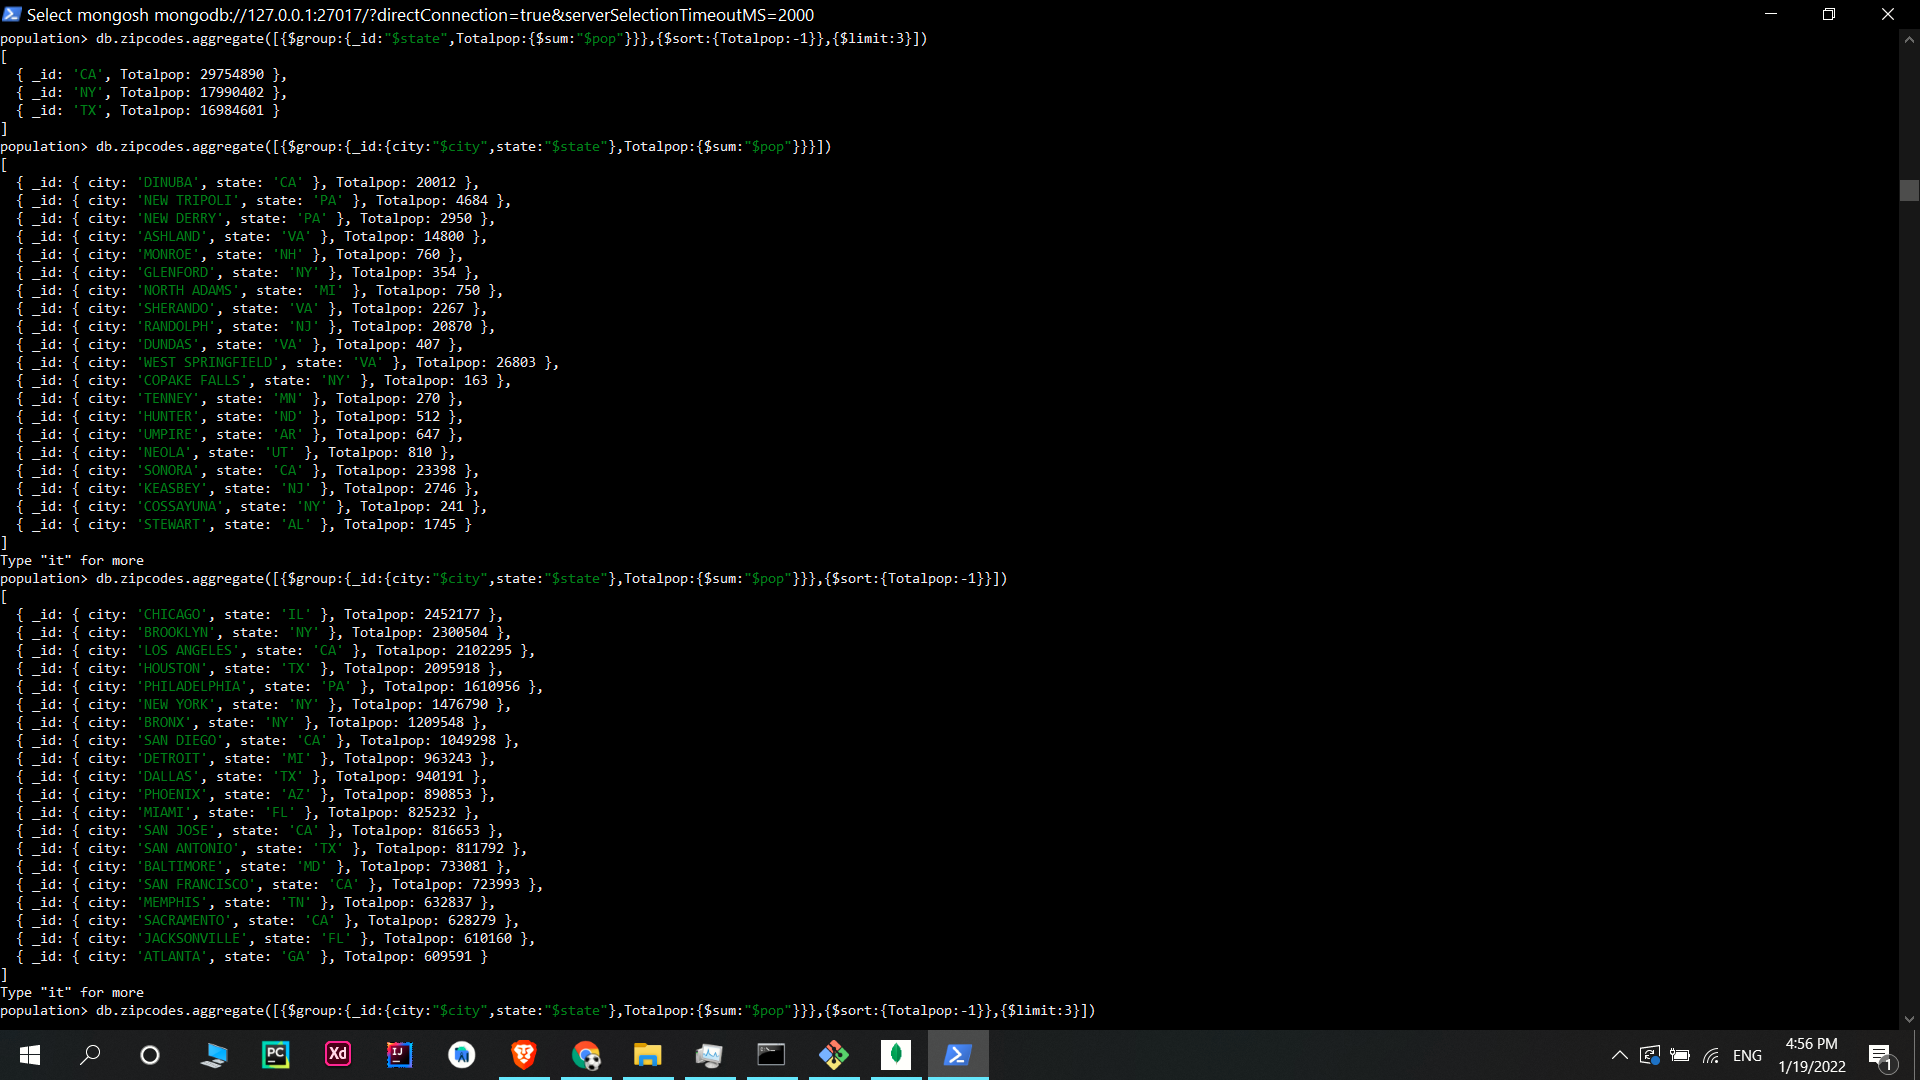 Select mongosh mongodb://127.0.0.1:27017/?directConnection=true&serverSelectionTimeoutMS=2000
population> db.zipcodes.aggregate([{$group:{_id:"$state",Totalpop:{$sum:"$pop"}}},{$sort:{Totalpop:-1}},{$limit:3}])
[
  { _id: 'CA', Totalpop: 29754890 },
  { _id: 'NY', Totalpop: 17990402 },
  { _id: 'TX', Totalpop: 16984601 }
]
population> db.zipcodes.aggregate([{$group:{_id:{city:"$city",state:"$state"},Totalpop:{$sum:"$pop"}}}])
[
  { _id: { city: 'DINUBA', state: 'CA' }, Totalpop: 20012 },
  { _id: { city: 'NEW TRIPOLI', state: 'PA' }, Totalpop: 4684 },
  { _id: { city: 'NEW DERRY', state: 'PA' }, Totalpop: 2950 },
  { _id: { city: 'ASHLAND', state: 'VA' }, Totalpop: 14800 },
  { _id: { city: 'MONROE', state: 'NH' }, Totalpop: 760 },
  { _id: { city: 'GLENFORD', state: 'NY' }, Totalpop: 354 },
  { _id: { city: 'NORTH ADAMS', state: 'MI' }, Totalpop: 750 },
  { _id: { city: 'SHERANDO', state: 'VA' }, Totalpop: 2267 },
  { _id: { city: 'RANDOLPH', state: 'NJ' }, Totalpop: 20870 },
  { _id: { city: 'DUNDAS', state: 'VA' }, Totalpop: 407 },
  { _id: { city: 'WEST SPRINGFIELD', state: 'VA' }, Totalpop: 26803 },
  { _id: { city: 'COPAKE FALLS', state: 'NY' }, Totalpop: 163 },
  { _id: { city: 'TENNEY', state: 'MN' }, Totalpop: 270 },
  { _id: { city: 'HUNTER', state: 'ND' }, Totalpop: 512 },
  { _id: { city: 'UMPIRE', state: 'AR' }, Totalpop: 647 },
  { _id: { city: 'NEOLA', state: 'UT' }, Totalpop: 810 },
  { _id: { city: 'SONORA', state: 'CA' }, Totalpop: 23398 },
  { _id: { city: 'KEASBEY', state: 'NJ' }, Totalpop: 2746 },
  { _id: { city: 'COSSAYUNA', state: 'NY' }, Totalpop: 241 },
  { _id: { city: 'STEWART', state: 'AL' }, Totalpop: 1745 }
]
Type "it" for more
population> db.zipcodes.aggregate([{$group:{_id:{city:"$city",state:"$state"},Totalpop:{$sum:"$pop"}}},{$sort:{Totalpop:-1}}])
[
  { _id: { city: 'CHICAGO', state: 'IL' }, Totalpop: 2452177 },
  { _id: { city: 'BROOKLYN', state: 'NY' }, Totalpop: 2300504 },
  { _id: { city: 'LOS ANGELES', state: 'CA' }, Totalpop: 2102295 },
  { _id: { city: 'HOUSTON', state: 'TX' }, Totalpop: 2095918 },
  { _id: { city: 'PHILADELPHIA', state: 'PA' }, Totalpop: 1610956 },
  { _id: { city: 'NEW YORK', state: 'NY' }, Totalpop: 1476790 },
  { _id: { city: 'BRONX', state: 'NY' }, Totalpop: 1209548 },
  { _id: { city: 'SAN DIEGO', state: 'CA' }, Totalpop: 1049298 },
  { _id: { city: 'DETROIT', state: 'MI' }, Totalpop: 963243 },
  { _id: { city: 'DALLAS', state: 'TX' }, Totalpop: 940191 },
  { _id: { city: 'PHOENIX', state: 'AZ' }, Totalpop: 890853 },
  { _id: { city: 'MIAMI', state: 'FL' }, Totalpop: 825232 },
  { _id: { city: 'SAN JOSE', state: 'CA' }, Totalpop: 816653 },
  { _id: { city: 'SAN ANTONIO', state: 'TX' }, Totalpop: 811792 },
  { _id: { city: 'BALTIMORE', state: 'MD' }, Totalpop: 733081 },
  { _id: { city: 'SAN FRANCISCO', state: 'CA' }, Totalpop: 723993 },
  { _id: { city: 'MEMPHIS', state: 'TN' }, Totalpop: 632837 },
  { _id: { city: 'SACRAMENTO', state: 'CA' }, Totalpop: 628279 },
  { _id: { city: 'JACKSONVILLE', state: 'FL' }, Totalpop: 610160 },
  { _id: { city: 'ATLANTA', state: 'GA' }, Totalpop: 609591 }
]
Type "it" for more
population> db.zipcodes.aggregate([{$group:{_id:{city:"$city",state:"$state"},Totalpop:{$sum:"$pop"}}},{$sort:{Totalpop:-1}},{$limit:3}])
PC
Xd
IJ
ENG
4:56 PM
1/19/2022
1